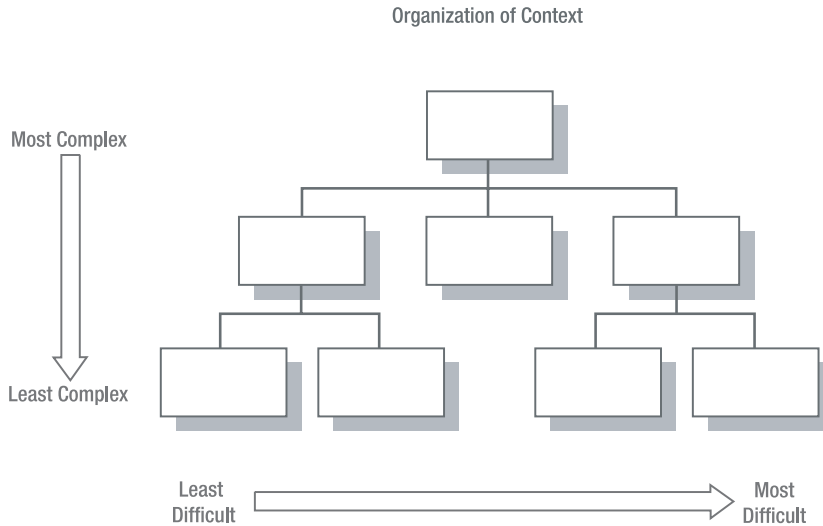 Organization of Context
Most Complex
Least Complex
Least
Difficult
Most
Difficult